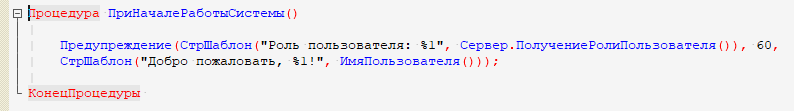 Процедура ПриНачалеРаботыСистемы()
Предупреждение(СтрШаблон("Роль пользователя: %1", Сервер.ПолучениеРолиПользователя()), 60,
СтрШаблон("Добро пожаловать, %1!", ИмяПользователя()));
КонецПроцедуры